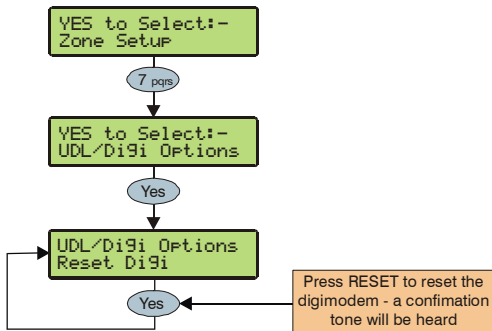 YES to Select:-
Zone Setup
7 pqrs
YES to Select:-
UDL/Digi Options
Yes
UDL/Digi Options
Reset Digi
Yes
Press RESET to reset the
digimodem - a confimation
tone will be heard